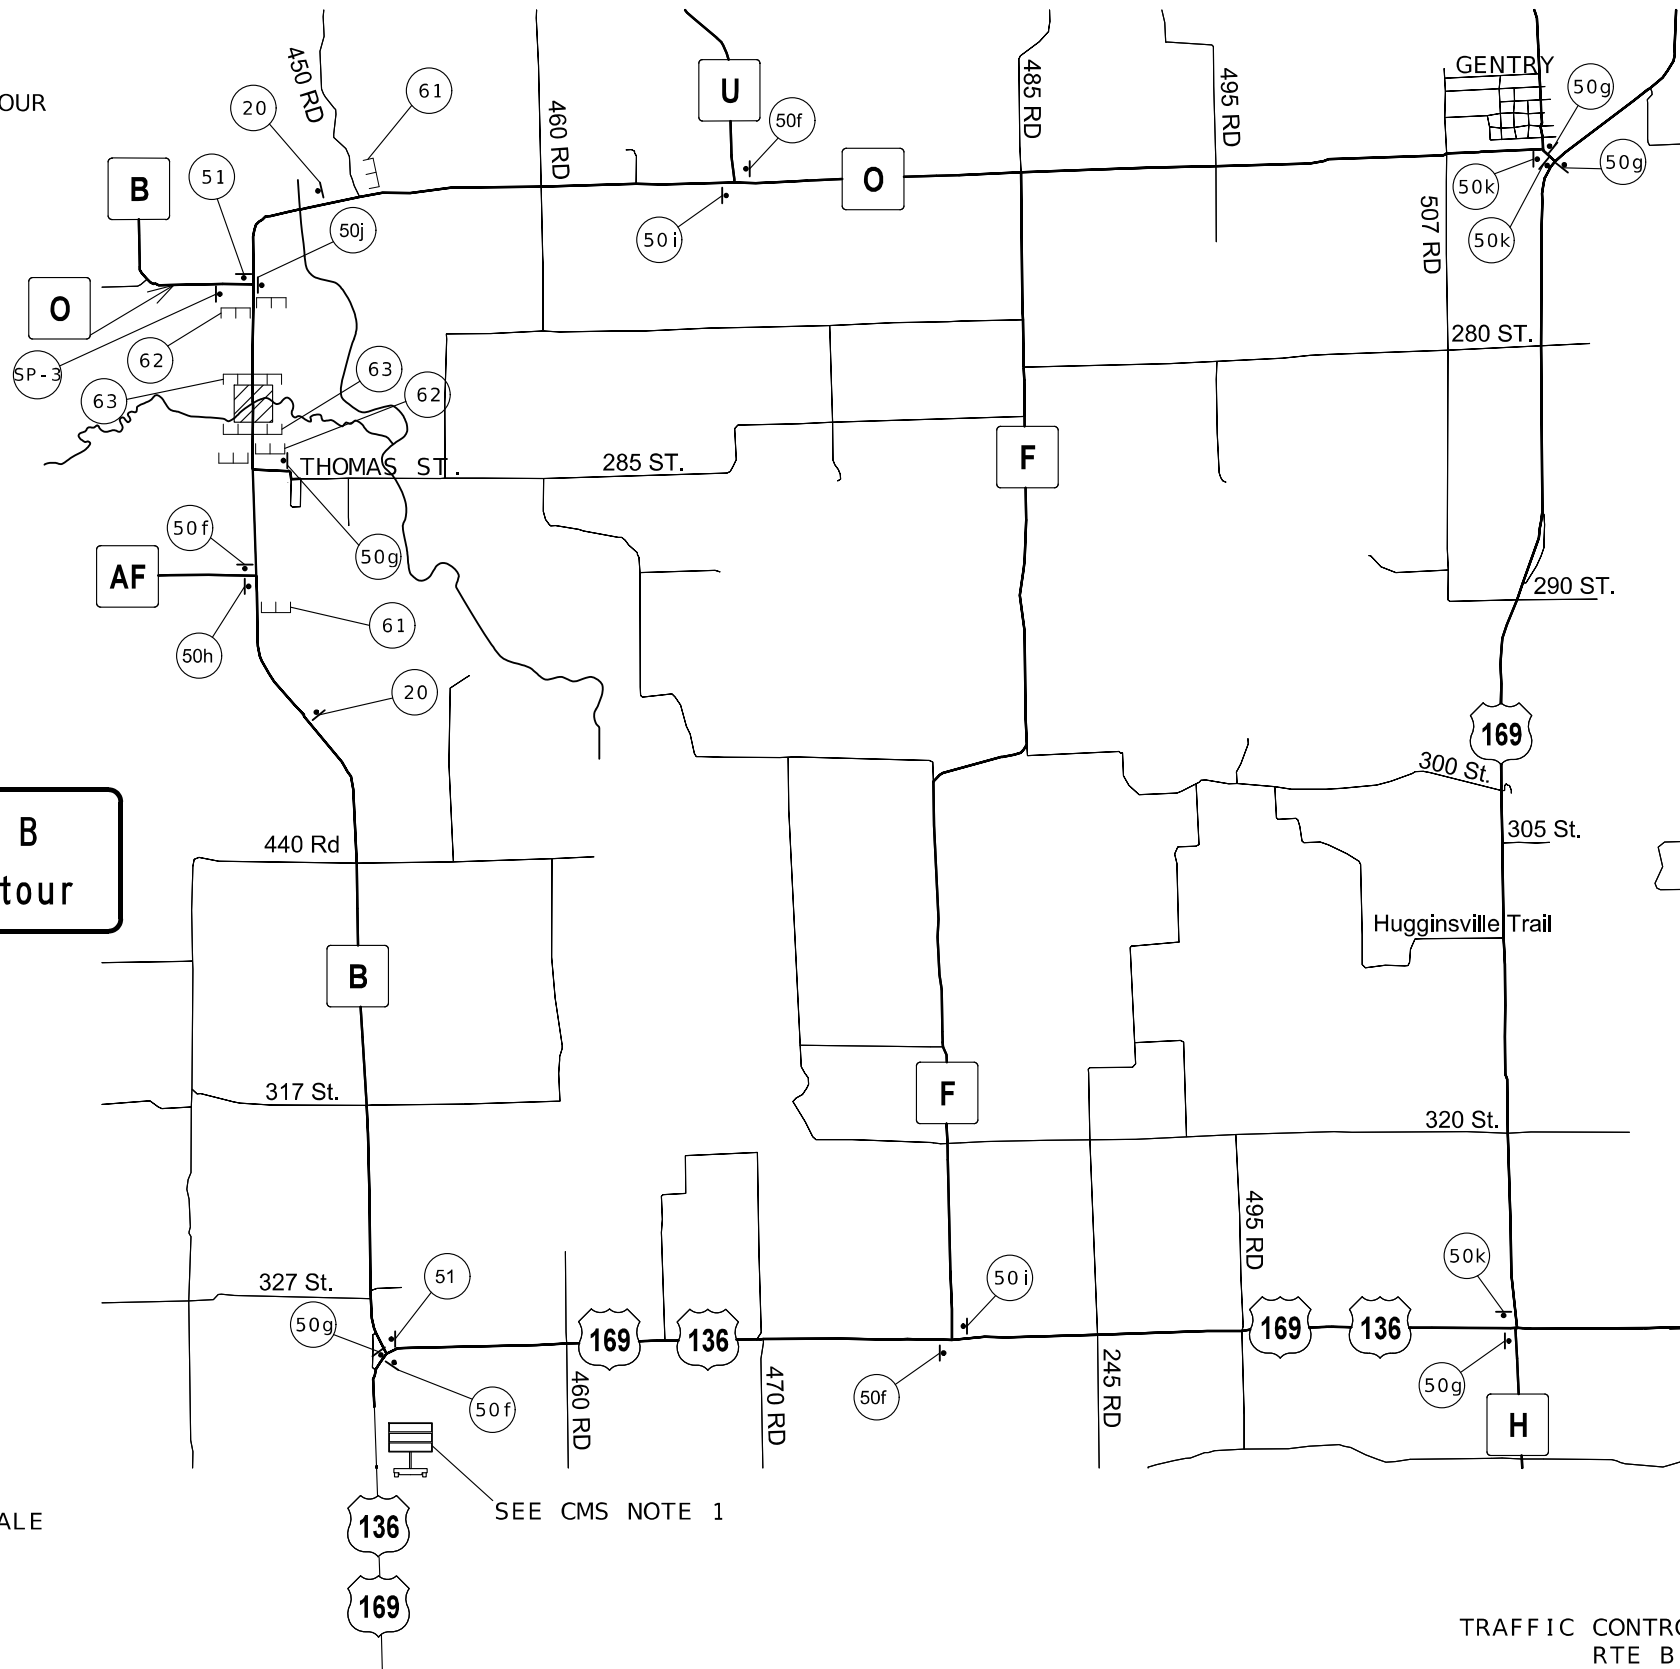 GENTRY
450 RD
61
50g
OUR
20
U
460 RD
485 RD
495 RD
50f
B
51
O
50g
50k
50j
50i
507 RD
50k
O
62
SP-3
63
63
62
280 ST.
THOMAS ST.
285 ST.
F
50f
AF
50g
290 ST.
50h
61
20
169
300 St.
B
tour
440 Rd
305 St.
Hugginsville Trail
B
317 St.
F
320 St.
495 RD
327 St.
51
50i
50k
50g
169
136
169
136
460 RD
470 RD
245 RD
50f
50f
50g
H
SEE CMS NOTE 1
ALE
136
169
TRAFFIC CONTRO
RTE B